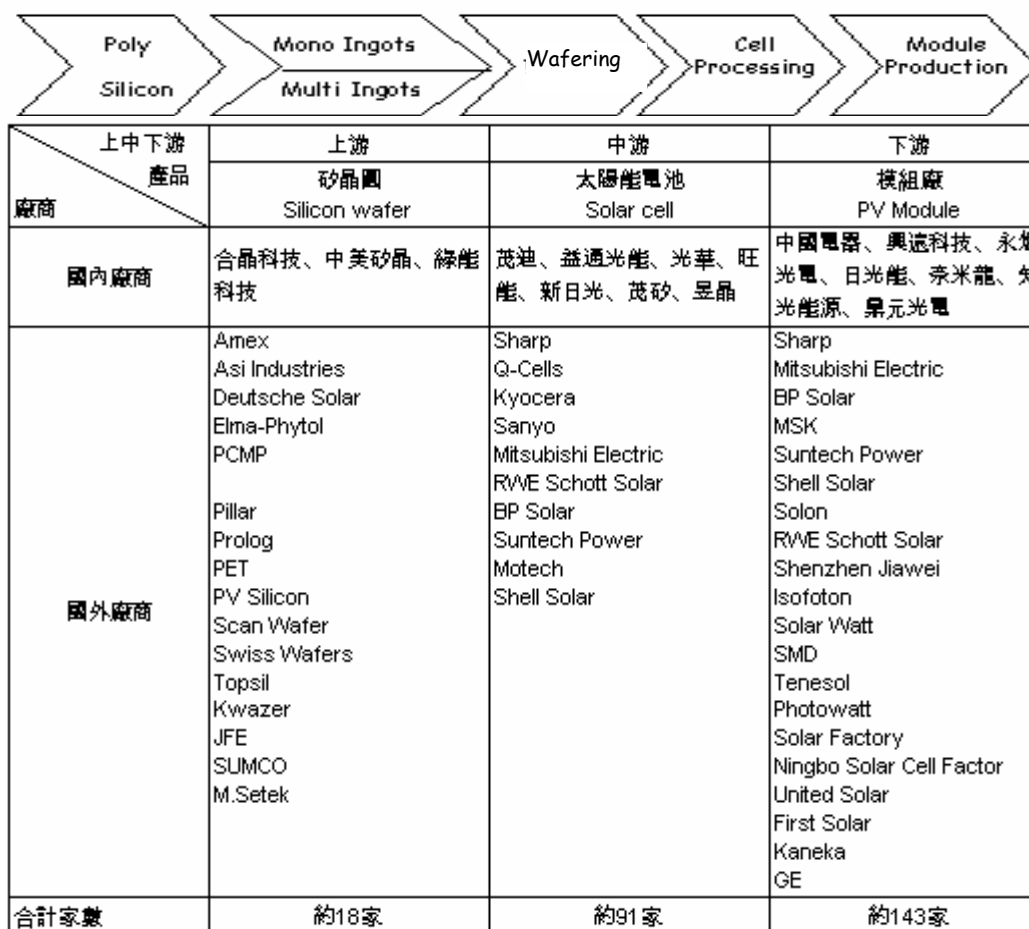 Poly
Silicon
Mono Ingots
Multi Ingots
Wafering
Cell
Processing
Module
Production
上中下游
產品
廠商
上游
中游
下游
矽晶圓
Silicon wafer
太陽能電池
Solar cell
模組廠
PV Module
國內廠商
合晶科技、中美矽晶、綠能
科技
茂迪、益通光能、光華、旺
能、新日光、茂矽、昱晶
中國電器、興達科技、永
光電、日光能、奈米龍、
光能源、鼎元光電
國外廠商
Amex
Asi Industries
Deutsche Solar
Elma-Phytol
PCMP
Pillar
Prolog
PET
PV Silicon
Scan Wafer
Swiss Wafers
Topsil
Kwazer
JFE
SUMCO
M.Setek
Sharp
Q-Cells
Kyocera
Sanyo
Mitsubishi Electric
RWE Schott Solar
BP Solar
Suntech Power
Motech
Shell Solar
Sharp
Mitsubishi Electric
BP Solar
MSK
Suntech Power
Shell Solar
Solon
RWE Schott Solar
Shenzhen Jiawei
Isofoton
Solar Watt
SMD
Tenesol
Photowatt
Solar Factory
Ningbo Solar Cell Factor
United Solar
First Solar
Kaneka
GE
合計家數
約18家
約91家
約143家